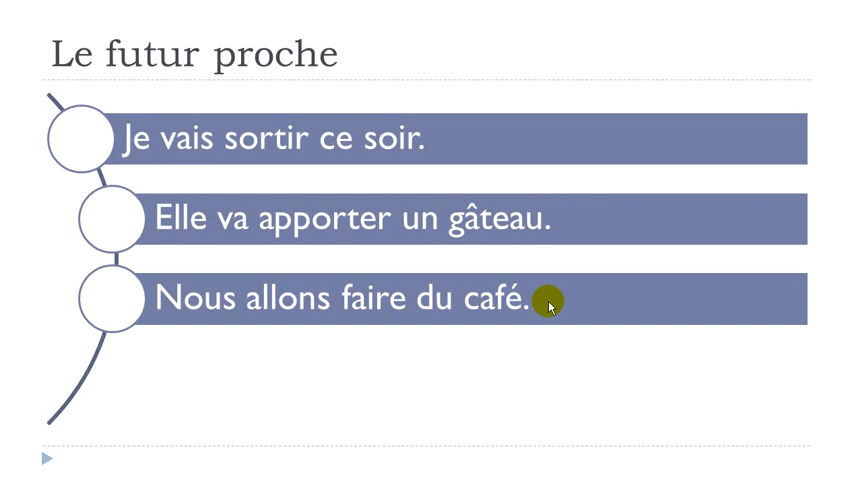 Le futur proche
Je vais sortir ce soir.
Elle va apporter un gâteau.
Nous allons faire du café.